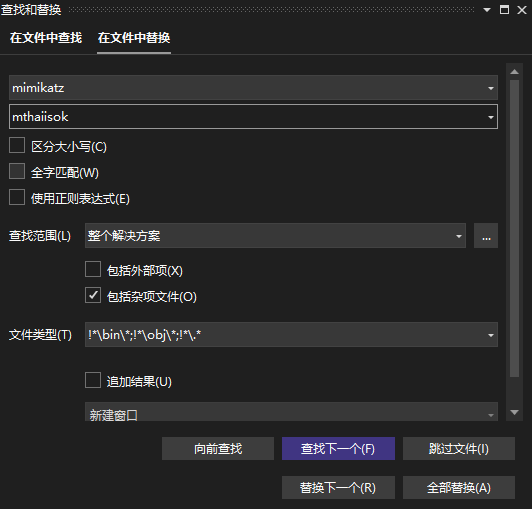 查找和替换
在文件中查找 在文件中替换
mimikatz
mthaiisok
区分大小写(C)
全字匹配(W)
使用正则表达式(E)
查找范围(L) 整个解决方案 ...
包括外部项(X)
包括杂项文件(O)
文件类型(T) !*\bin\*;!*\obj\*;!*\.*
追加结果(U)
新建窗口
向前查找 查找下一个(F) 跳过文件(I)
替换下一个(R) 全部替换(A)